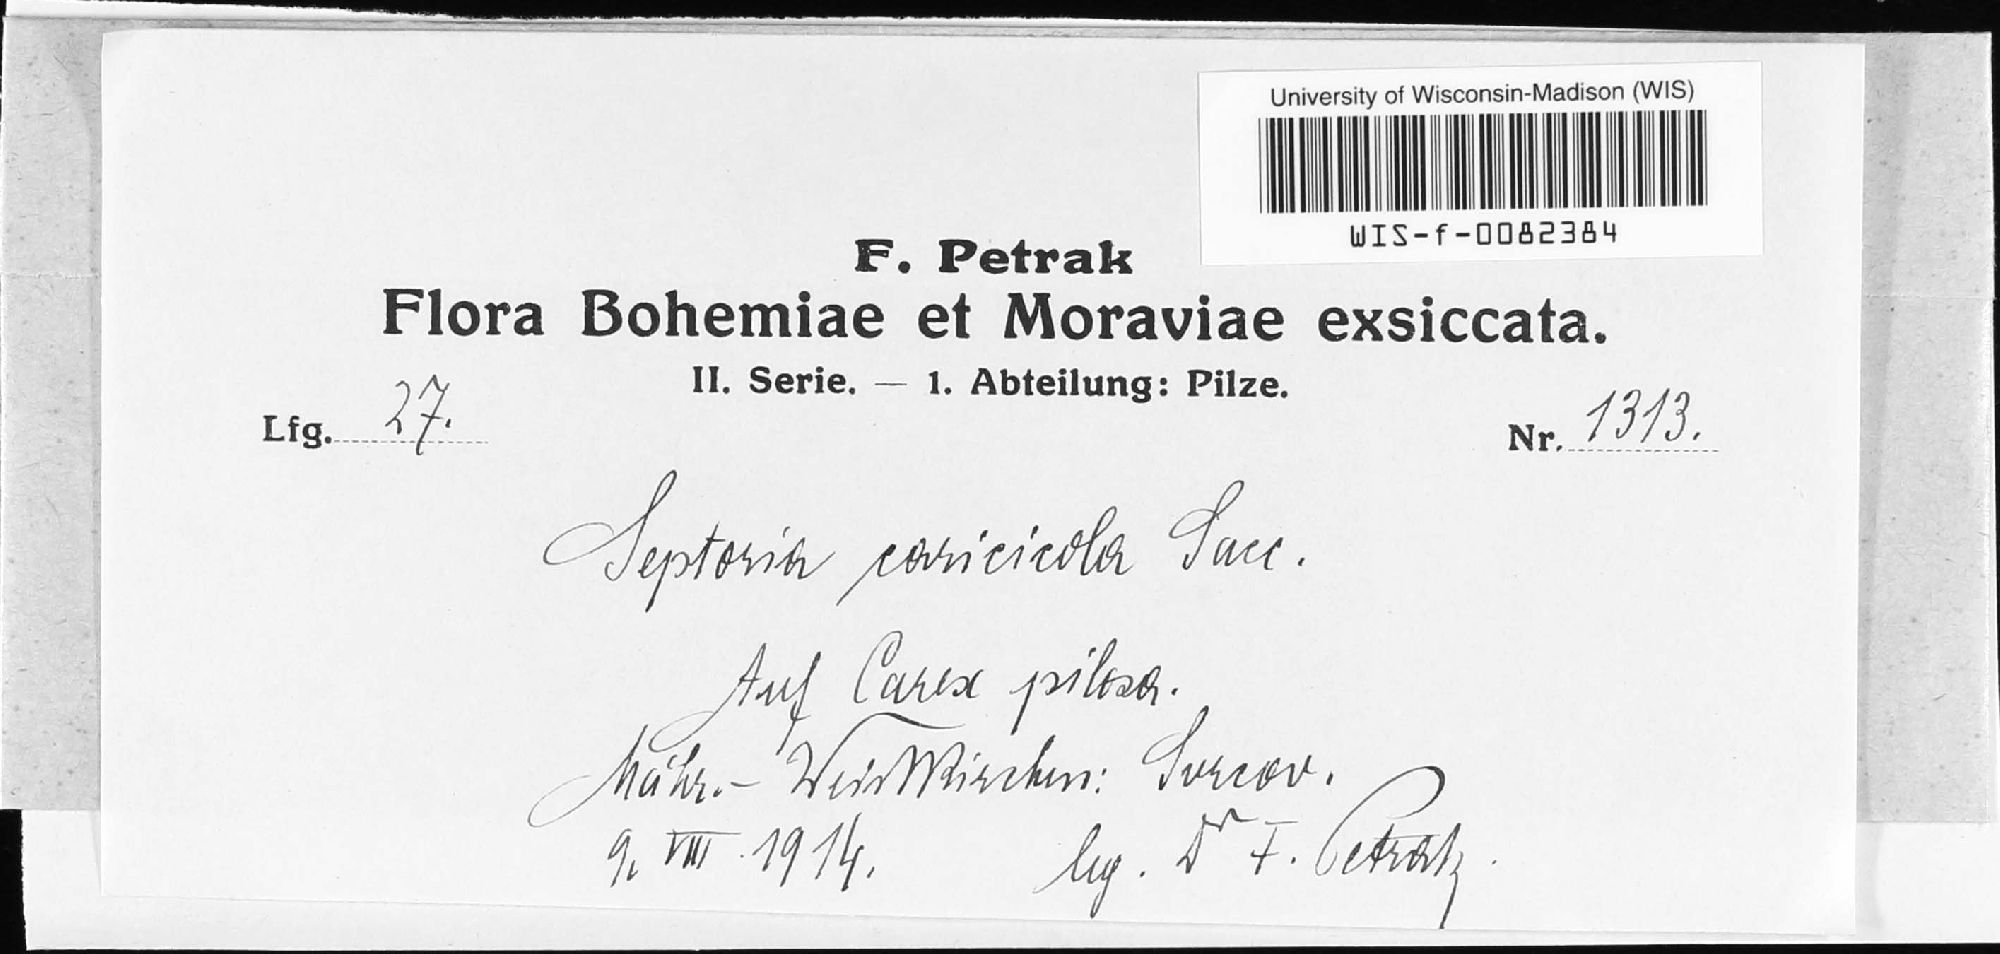 University of Wisconsin-Madison (WIS)
WIS-f-0082384
F. Petrak
Flora Bohemiae et Moraviae exsiccata.
II. Serie. — 1. Abteilung: Pilze.
Lfg. 27.
Nr. 1313.
Septoria caricicola Sacc.
Auf Carex pilosa.
Mähr.- Weisskirchen:
9. VIII. 1914.
leg. Dr F. Petrak.